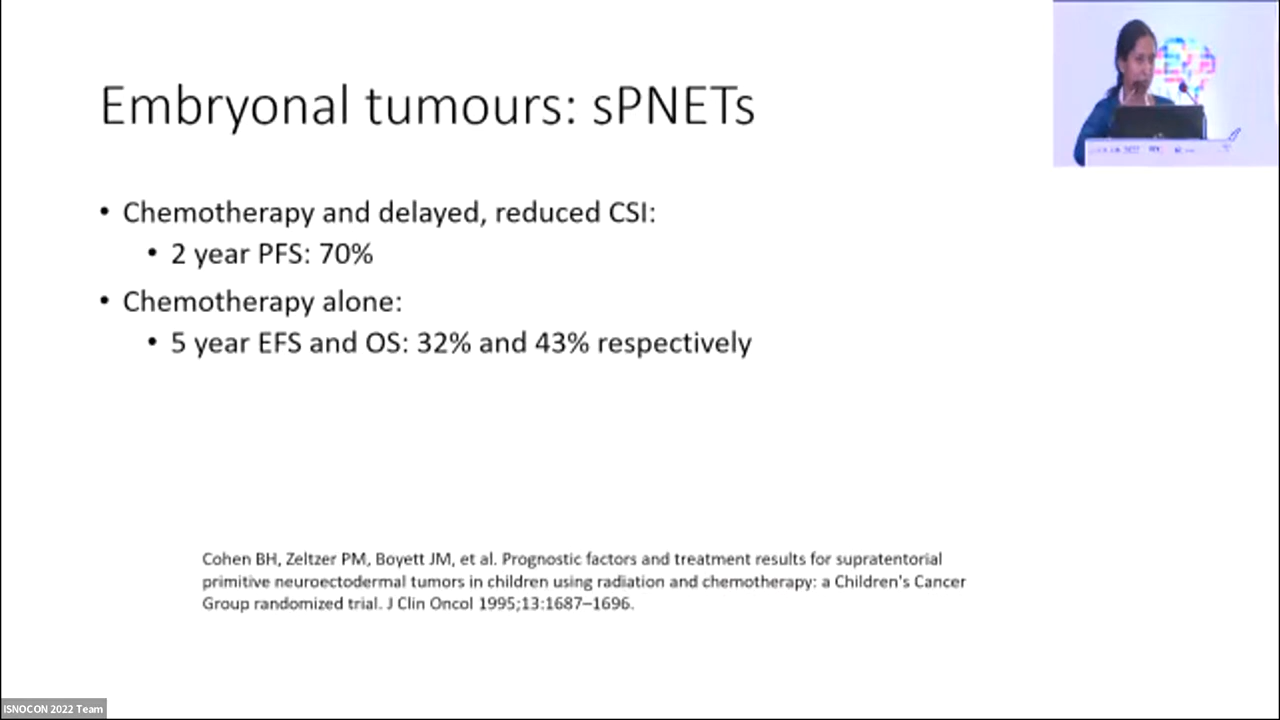 Embryonal tumours: sPNETs
• Chemotherapy and delayed, reduced CSI:
• 2 year PFS: 70%
• Chemotherapy alone:
• 5 year EFS and OS: 32% and 43% respectively
Cohen BH, Zeltzer PM, Boyett JM, et al. Prognostic factors and treatment results for supratentorial
primitive neuroectodermal tumors in children using radiation and chemotherapy: a Children's Cancer
Group randomized trial. J Clin Oncol 1995;13:1687–1696.
ISNOCON 2022 Team